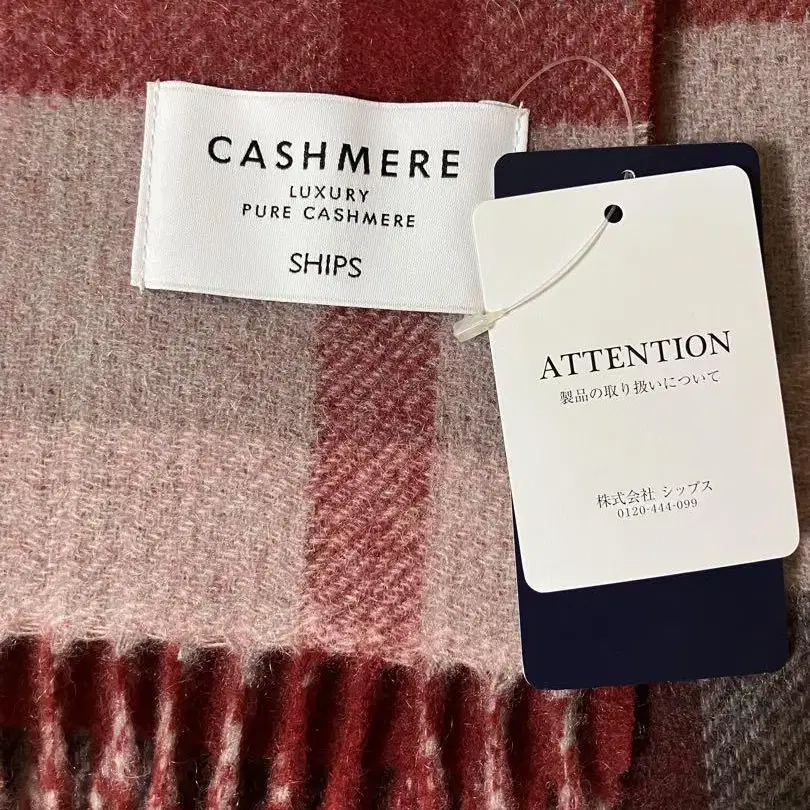 CASHMERE
LUXURY
PURE CASHMERE
SHIPS
ATTENTION
製品の取り扱いについて
株式会社 シップス
0120-444-099